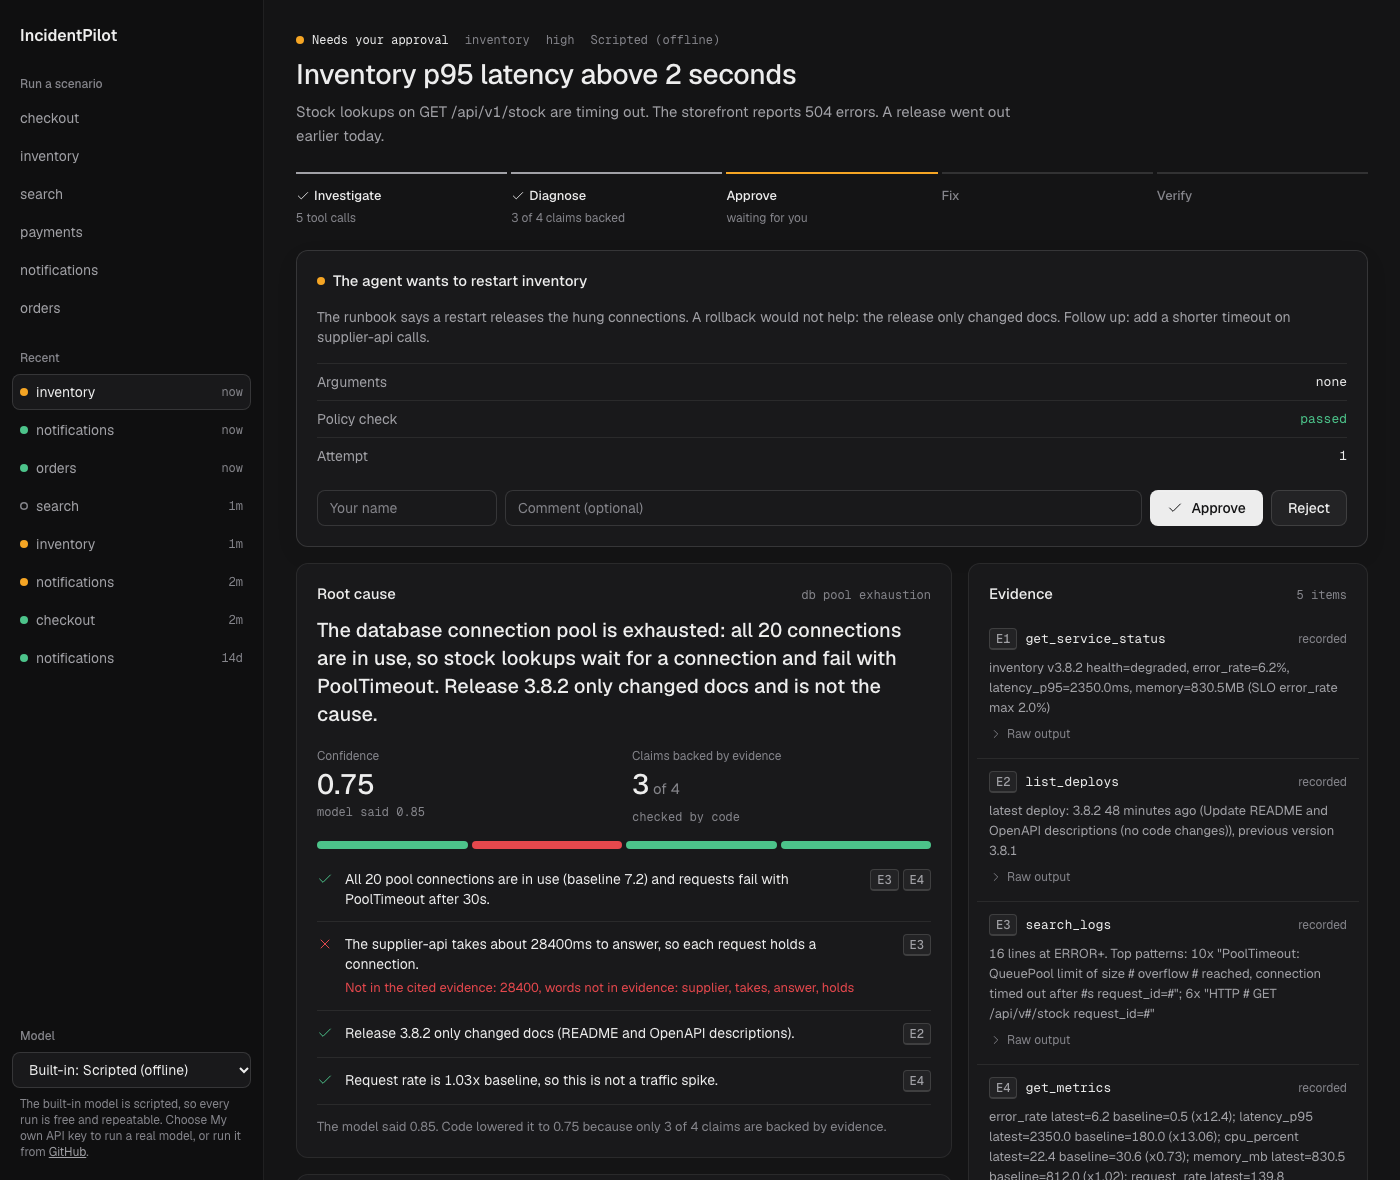 IncidentPilot
Run a scenario
checkout
inventory
search
payments
notifications
orders
Recent
inventory now
notifications now
orders now
search 1m
inventory 1m
notifications 2m
checkout 2m
notifications 14d
Model
Built-in: Scripted (offline)
The built-in model is scripted, so every
run is free and repeatable. Choose My
own API key to run a real model, or run it
from GitHub.
Needs your approval inventory high Scripted (offline)
Inventory p95 latency above 2 seconds
Stock lookups on GET /api/v1/stock are timing out. The storefront reports 504 errors. A release went out
earlier today.
Investigate
5 tool calls
Diagnose
3 of 4 claims backed
Approve
waiting for you
Fix
Verify
The agent wants to restart inventory
The runbook says a restart releases the hung connections. A rollback would not help: the release only changed docs. Follow up: add a shorter timeout on
supplier-api calls.
Arguments none
Policy check passed
Attempt 1
Your name
Comment (optional)
Approve
Reject
Root cause db pool exhaustion
The database connection pool is exhausted: all 20 connections
are in use, so stock lookups wait for a connection and fail with
PoolTimeout. Release 3.8.2 only changed docs and is not the
cause.
Confidence
0.75
model said 0.85
Claims backed by evidence
3 of 4
checked by code
All 20 pool connections are in use (baseline 7.2) and requests fail with E3 E4
PoolTimeout after 30s.
The supplier-api takes about 28400ms to answer, so each request holds a E3
connection.
Not in the cited evidence: 28400, words not in evidence: supplier, takes, answer, holds
Release 3.8.2 only changed docs (README and OpenAPI descriptions). E2
Request rate is 1.03x baseline, so this is not a traffic spike. E4
The model said 0.85. Code lowered it to 0.75 because only 3 of 4 claims are backed by evidence.
Evidence 5 items
E1 get_service_status recorded
inventory v3.8.2 health=degraded, error_rate=6.2%,
latency_p95=2350.0ms, memory=830.5MB (SLO error_rate
max 2.0%)
Raw output
E2 list_deploys recorded
latest deploy: 3.8.2 48 minutes ago (Update README and
OpenAPI descriptions (no code changes)), previous version
3.8.1
Raw output
E3 search_logs recorded
16 lines at ERROR+. Top patterns: 10x "PoolTimeout:
QueuePool limit of size # overflow # reached, connection
timed out after #s request_id=#"; 6x "HTTP # GET
/api/v#/stock request_id=#"
Raw output
E4 get_metrics recorded
error_rate latest=6.2 baseline=0.5 (x12.4); latency_p95
latest=2350.0 baseline=180.0 (x13.06); cpu_percent
latest=22.4 baseline=30.6 (x0.73); memory_mb latest=830.5
baseline=812.0 (x1.02); request_rate latest=139.8